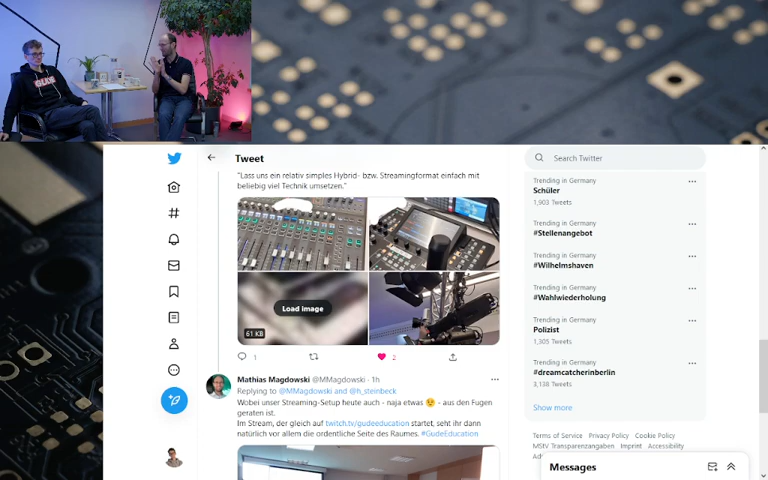 Tweet
"Lass uns ein relativ simples Hybrid- bzw. Streamingformat einfach mit
beliebig viel Technik umsetzen."
Load image
61 KB
1
2
Mathias Magdowski @MMagdowski · 1h
Replying to @MMagdowski and @h_steinbeck
Wobei unser Streaming-Setup heute auch - naja etwas 😉 - aus den Fugen
geraten ist.
Im Stream, der gleich auf twitch.tv/gudeeducation startet, seht ihr dann
natürlich vor allem die ordentliche Seite des Raumes. #GudeEducation
Search Twitter
Trending in Germany
Schüler
1,903 Tweets
Trending in Germany
#Stellenangebot
Trending in Germany
#Wilhelmshaven
Trending in Germany
#Wahlwiederholung
Trending in Germany
Polizist
1,305 Tweets
Trending in Germany
#dreamcatcherinberlin
3,138 Tweets
Show more
Terms of Service Privacy Policy Cookie Policy
MStV Transparenzangaben Imprint Accessibility
Messages